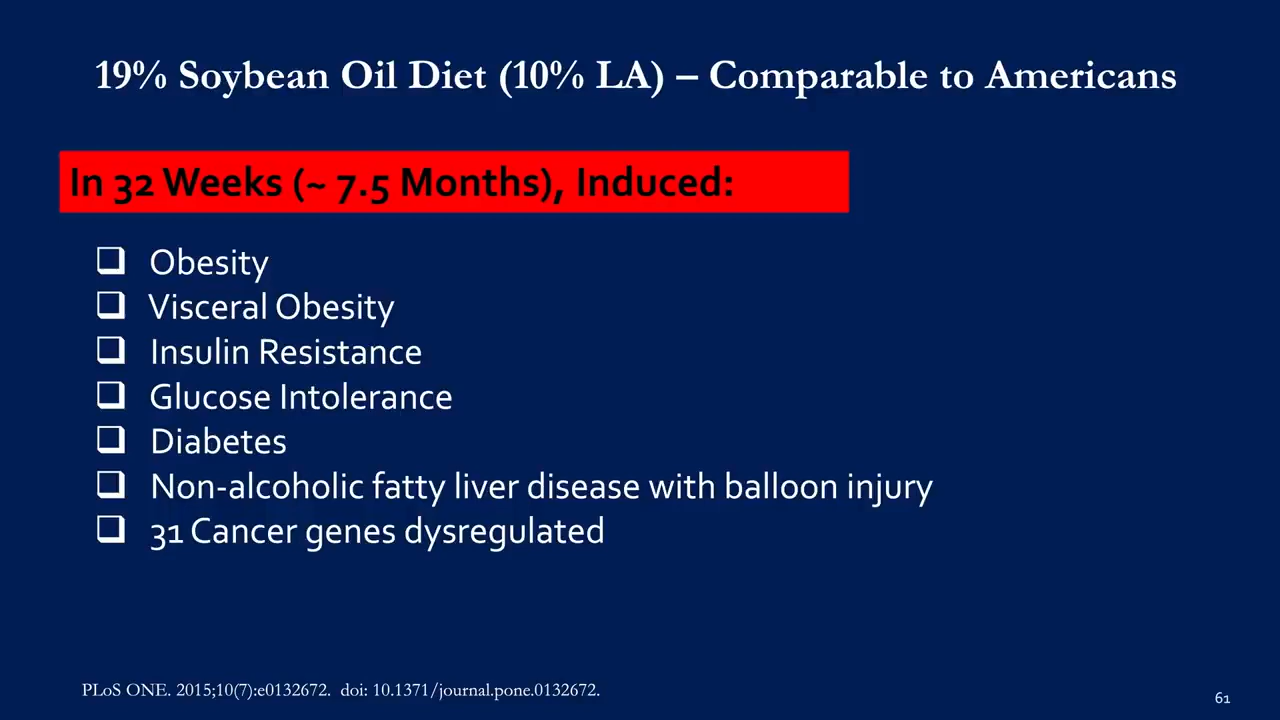 19% Soybean Oil Diet (10% LA) – Comparable to Americans
In 32 Weeks (~ 7.5 Months), Induced:
❑ Obesity
❑ Visceral Obesity
❑ Insulin Resistance
❑ Glucose Intolerance
❑ Diabetes
❑ Non-alcoholic fatty liver disease with balloon injury
❑ 31 Cancer genes dysregulated
PLoS ONE. 2015;10(7):e0132672. doi: 10.1371/journal.pone.0132672.
61